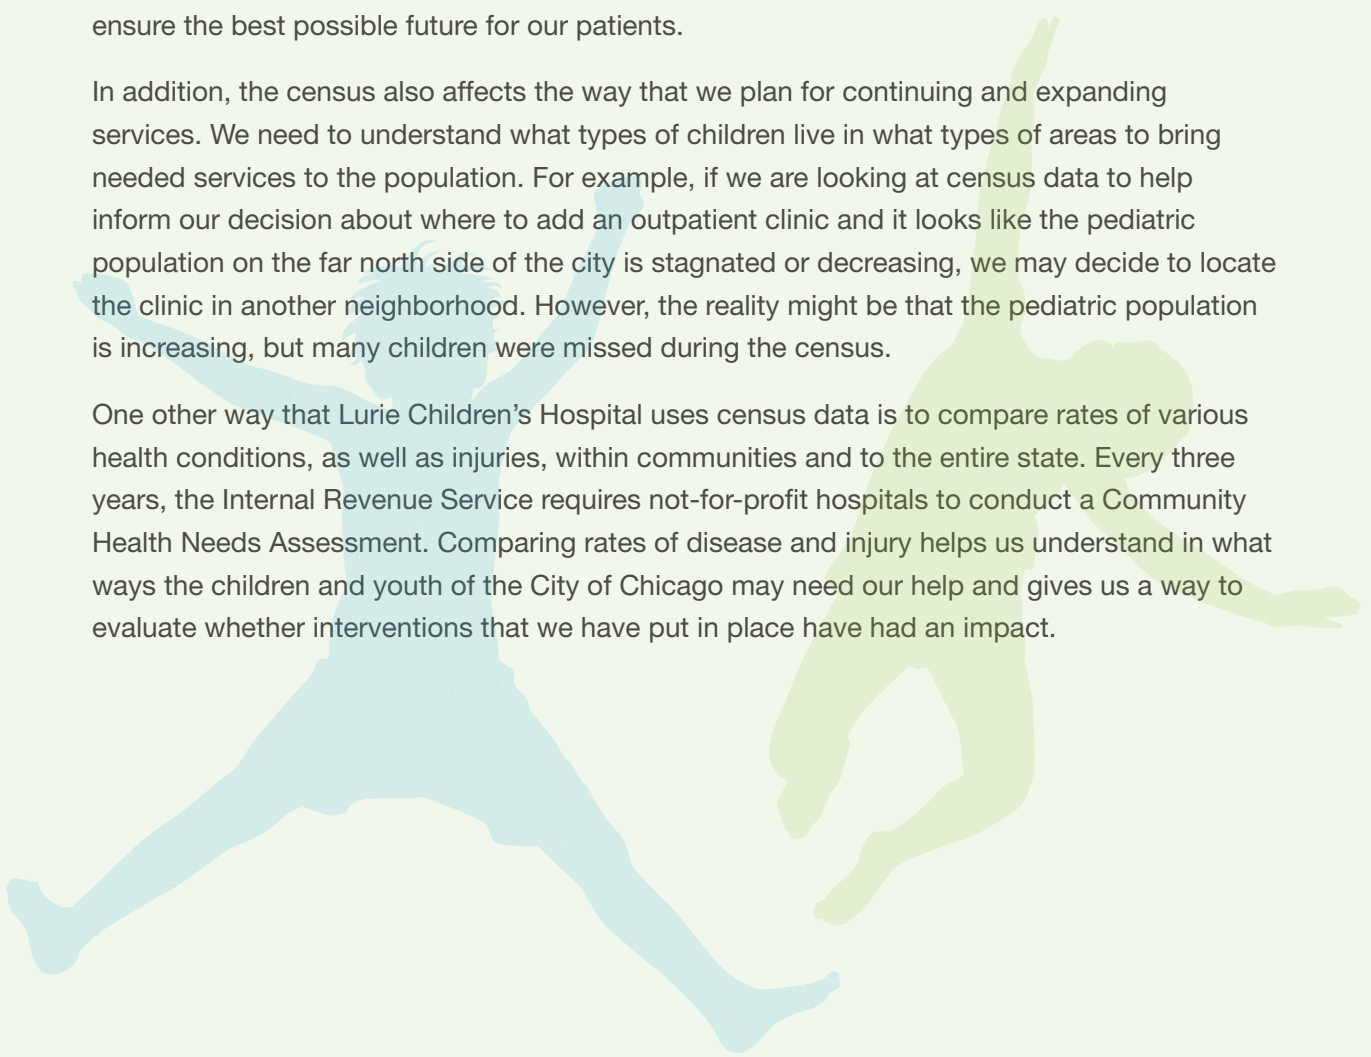 ensure the best possible future for our patients.
In addition, the census also affects the way that we plan for continuing and expanding
services. We need to understand what types of children live in what types of areas to bring
needed services to the population. For example, if we are looking at census data to help
inform our decision about where to add an outpatient clinic and it looks like the pediatric
population on the far north side of the city is stagnated or decreasing, we may decide to locate
the clinic in another neighborhood. However, the reality might be that the pediatric population
is increasing, but many children were missed during the census.
One other way that Lurie Children’s Hospital uses census data is to compare rates of various
health conditions, as well as injuries, within communities and to the entire state. Every three
years, the Internal Revenue Service requires not-for-profit hospitals to conduct a Community
Health Needs Assessment. Comparing rates of disease and injury helps us understand in what
ways the children and youth of the City of Chicago may need our help and gives us a way to
evaluate whether interventions that we have put in place have had an impact.